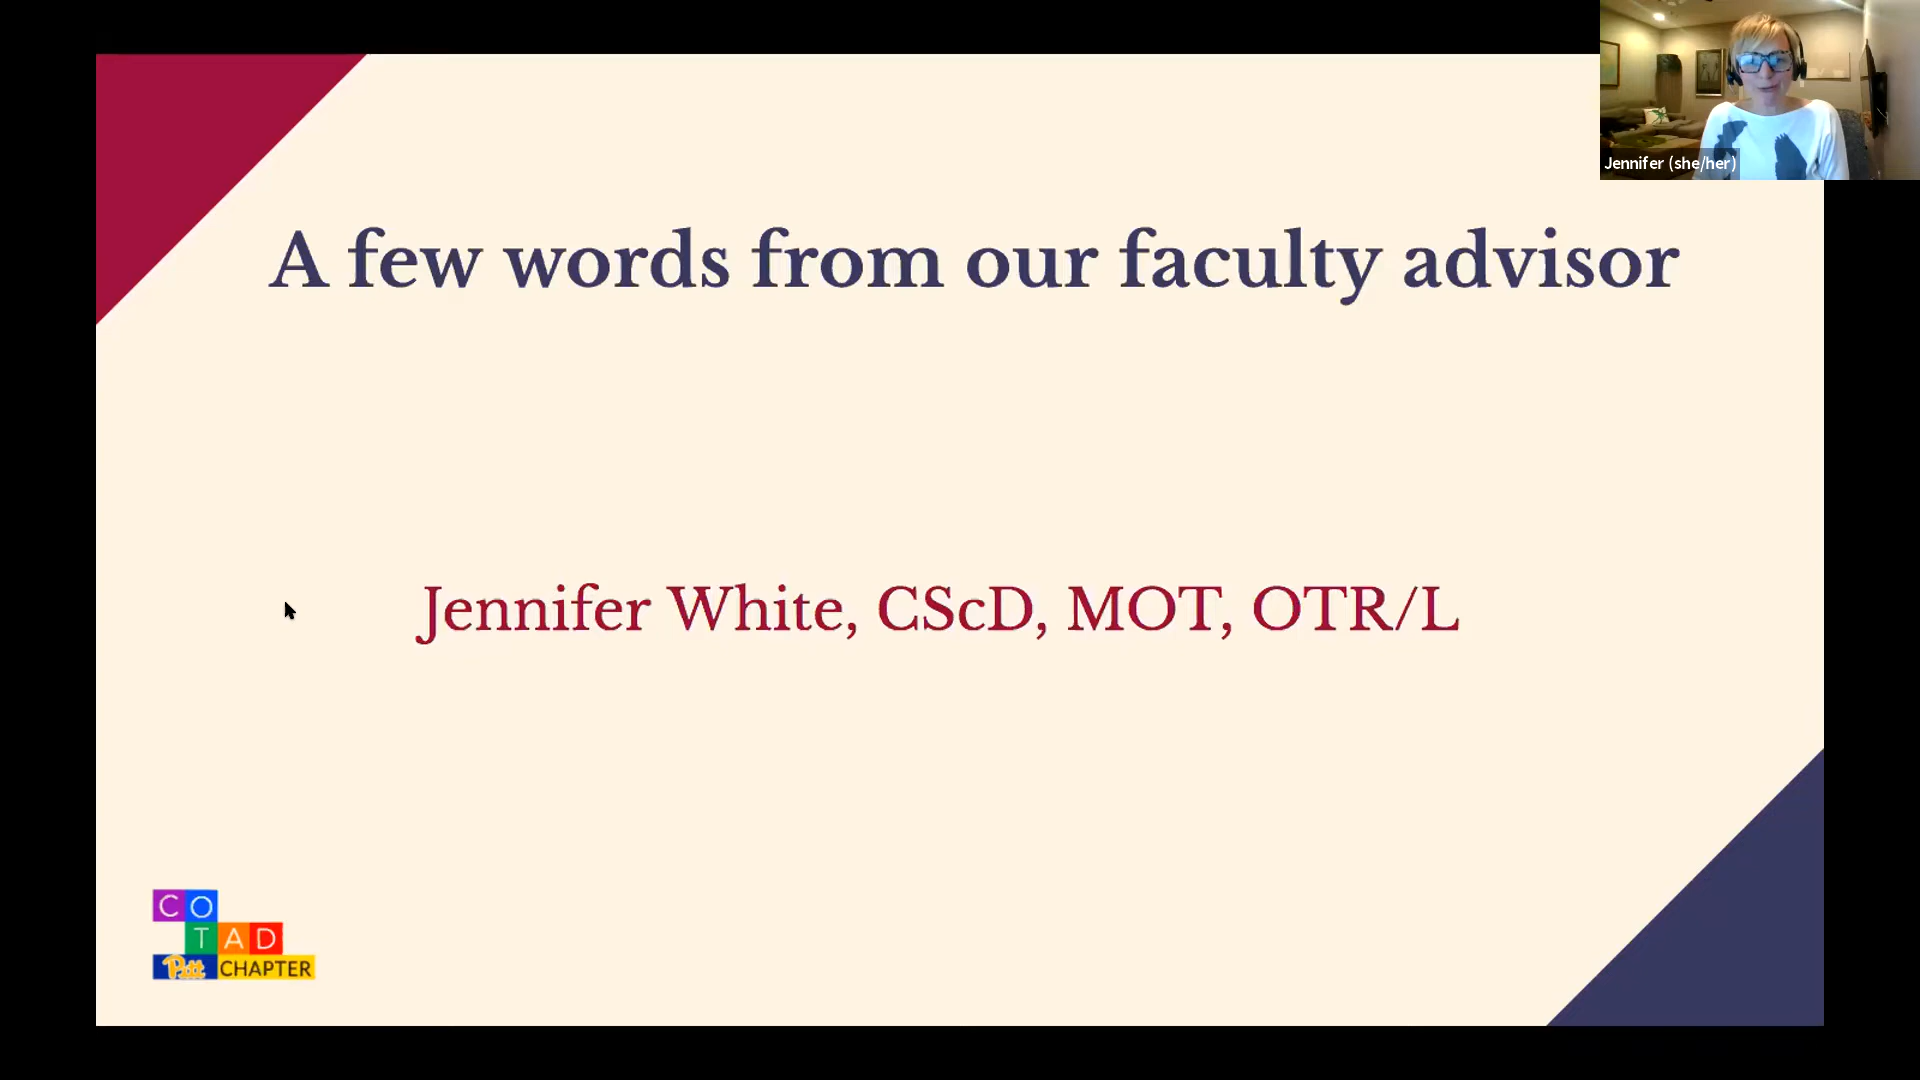 Jennifer (she/her)
A few words from our faculty advisor
Jennifer White, CScD, MOT, OTR/L
CO
TAD
Pitt CHAPTER